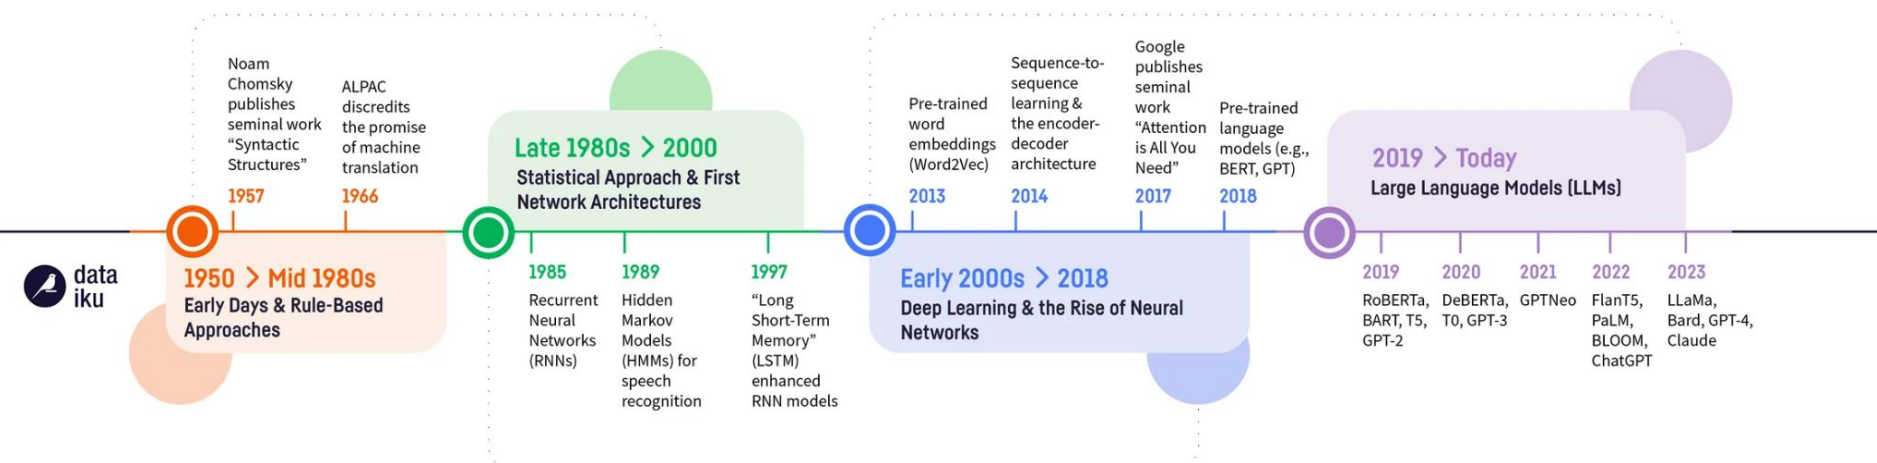 Noam
Chomsky
publishes
seminal work
“Syntactic
Structures”
1957
ALPAC
discredits
the promise
of machine
translation
1966
1950 > Mid 1980s
Early Days & Rule-Based
Approaches
data
iku
Late 1980s > 2000
Statistical Approach & First
Network Architectures
1985
Recurrent
Neural
Networks
(RNNs)
1989
Hidden
Markov
Models
(HMMs) for
speech
recognition
1997
“Long
Short-Term
Memory”
(LSTM)
enhanced
RNN models
Pre-trained
word
embeddings
(Word2Vec)
2013
Sequence-to-
sequence
learning &
the encoder-
decoder
architecture
2014
Google
publishes
seminal
work
“Attention
is All You
Need”
2017
Pre-trained
language
models (e.g.,
BERT, GPT)
2018
Early 2000s > 2018
Deep Learning & the Rise of Neural
Networks
2019 > Today
Large Language Models (LLMs)
2019
RoBERTa,
BART, T5,
GPT-2
2020
DeBERTa,
T0, GPT-3
2021
GPTNeo
2022
FlanT5,
PaLM,
BLOOM,
ChatGPT
2023
LLaMa,
Bard, GPT-4,
Claude